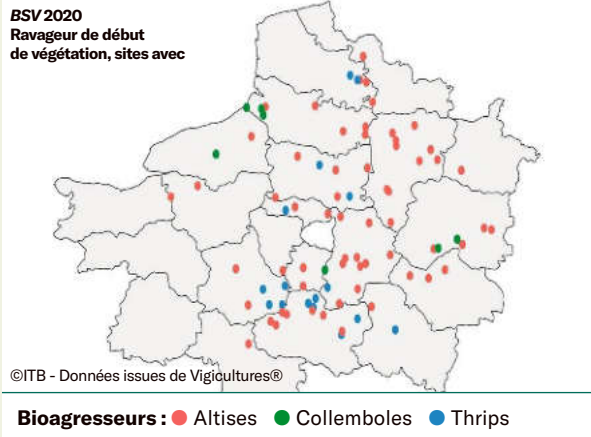 BSV 2020
Ravageur de début
de végétation, sites avec
©ITB - Données issues de Vigicultures®
Bioagresseurs : Altises Collemboles Thrips